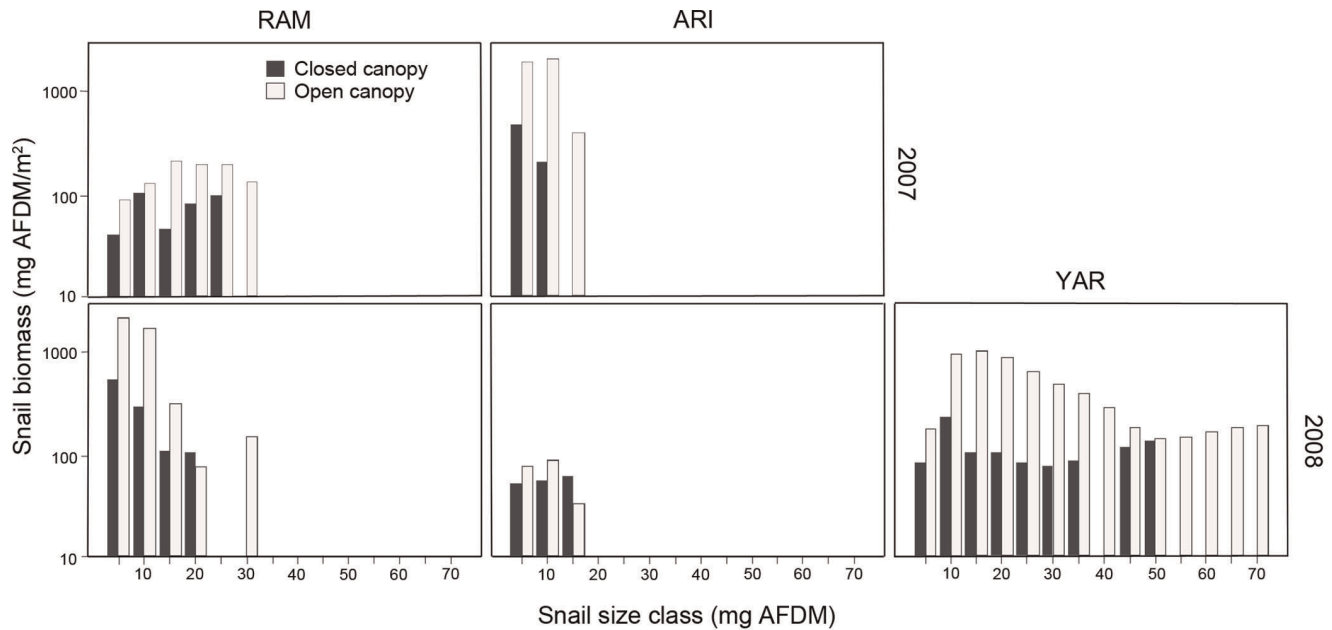 RAM
ARI
Closed canopy
Open canopy
1000
100
10
2007
YAR
Snail biomass (mg AFDM/m²)
1000
100
10
2008
10 20 30 40 50 60 70
10 20 30 40 50 60 70
10 20 30 40 50 60 70
Snail size class (mg AFDM)